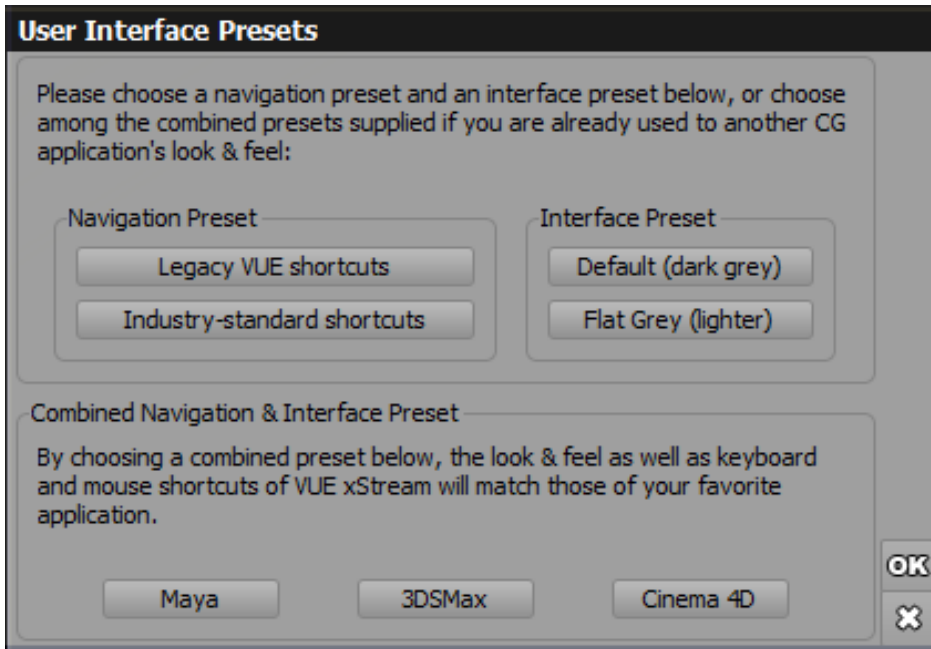 User Interface Presets
Please choose a navigation preset and an interface preset below, or choose
among the combined presets supplied if you are already used to another CG
application's look & feel:
Navigation Preset
Legacy VUE shortcuts
Industry-standard shortcuts
Interface Preset
Default (dark grey)
Flat Grey (lighter)
Combined Navigation & Interface Preset
By choosing a combined preset below, the look & feel as well as keyboard
and mouse shortcuts of VUE xStream will match those of your favorite
application.
Maya
3DSMax
Cinema 4D
OK